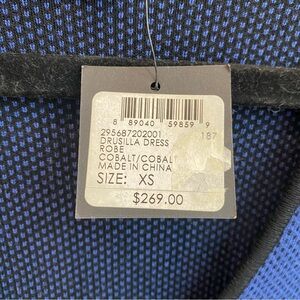 8 89040 59859 9
295687202001 187
DRUSILLA DRESS
ROBE
COBALT/COBAL
MADE IN CHINA
SIZE: XS
$269.00